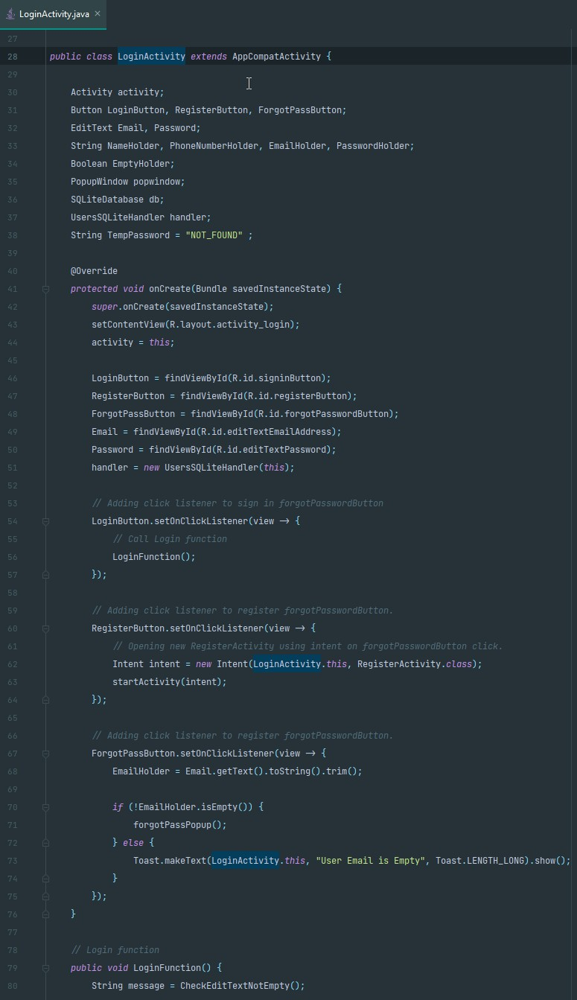 LoginActivity.java ×
27
28 public class LoginActivity extends AppCompatActivity {
29
30 Activity activity;
31 Button LoginButton, RegisterButton, ForgotPassButton;
32 EditText Email, Password;
33 String NameHolder, PhoneNumberHolder, EmailHolder, PasswordHolder;
34 Boolean EmptyHolder;
35 PopupWindow popwindow;
36 SQLiteDatabase db;
37 UsersSQLiteHandler handler;
38 String TempPassword = "NOT_FOUND" ;
39
40 @Override
41 protected void onCreate(Bundle savedInstanceState) {
42 super.onCreate(savedInstanceState);
43 setContentView(R.layout.activity_login);
44 activity = this;
45
46 LoginButton = findViewById(R.id.signinButton);
47 RegisterButton = findViewById(R.id.registerButton);
48 ForgotPassButton = findViewById(R.id.forgotPasswordButton);
49 Email = findViewById(R.id.editTextEmailAddress);
50 Password = findViewById(R.id.editTextPassword);
51 handler = new UsersSQLiteHandler(this);
52
53 // Adding click listener to sign in forgotPasswordButton
54 LoginButton.setOnClickListener(view → {
55 // Call Login function
56 LoginFunction();
57 });
58
59 // Adding click listener to register forgotPasswordButton.
60 RegisterButton.setOnClickListener(view → {
61 // Opening new RegisterActivity using intent on forgotPasswordButton click.
62 Intent intent = new Intent(LoginActivity.this, RegisterActivity.class);
63 startActivity(intent);
64 });
65
66 // Adding click listener to register forgotPasswordButton.
67 ForgotPassButton.setOnClickListener(view → {
68 EmailHolder = Email.getText().toString().trim();
69
70 if (!EmailHolder.isEmpty()) {
71 forgotPassPopup();
72 } else {
73 Toast.makeText(LoginActivity.this, "User Email is Empty", Toast.LENGTH_LONG).show();
74 }
75 });
76 }
77
78 // Login function
79 public void LoginFunction() {
80 String message = CheckEditTextNotEmpty();